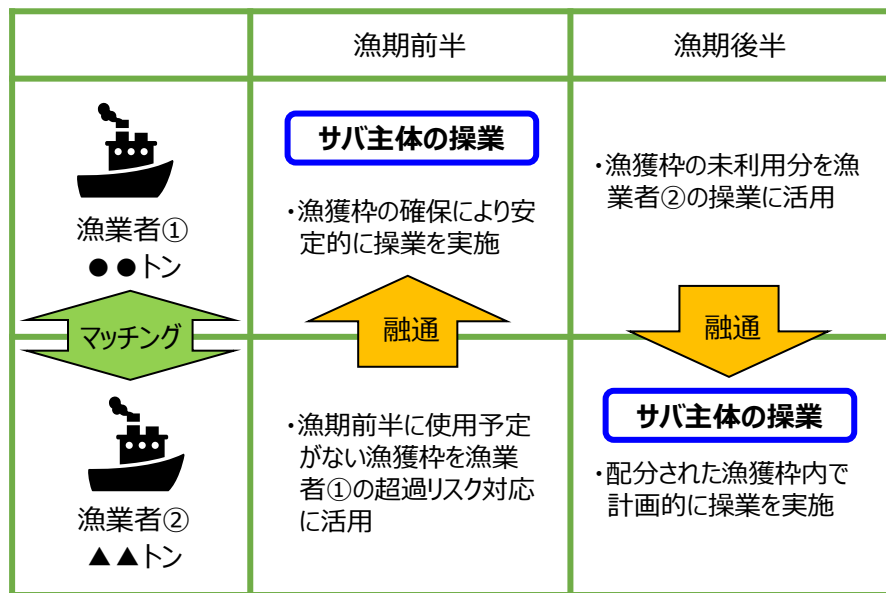 漁期前半
漁期後半
漁業者①
●●トン
サバ主体の操業
・漁獲枠の確保により安
定的に操業を実施
・漁獲枠の未利用分を漁
業者②の操業に活用
マッチング
融通
融通
漁業者②
▲▲トン
・漁期前半に使用予定
がない漁獲枠を漁業
者①の超過リスク対応
に活用
サバ主体の操業
・配分された漁獲枠内で
計画的に操業を実施